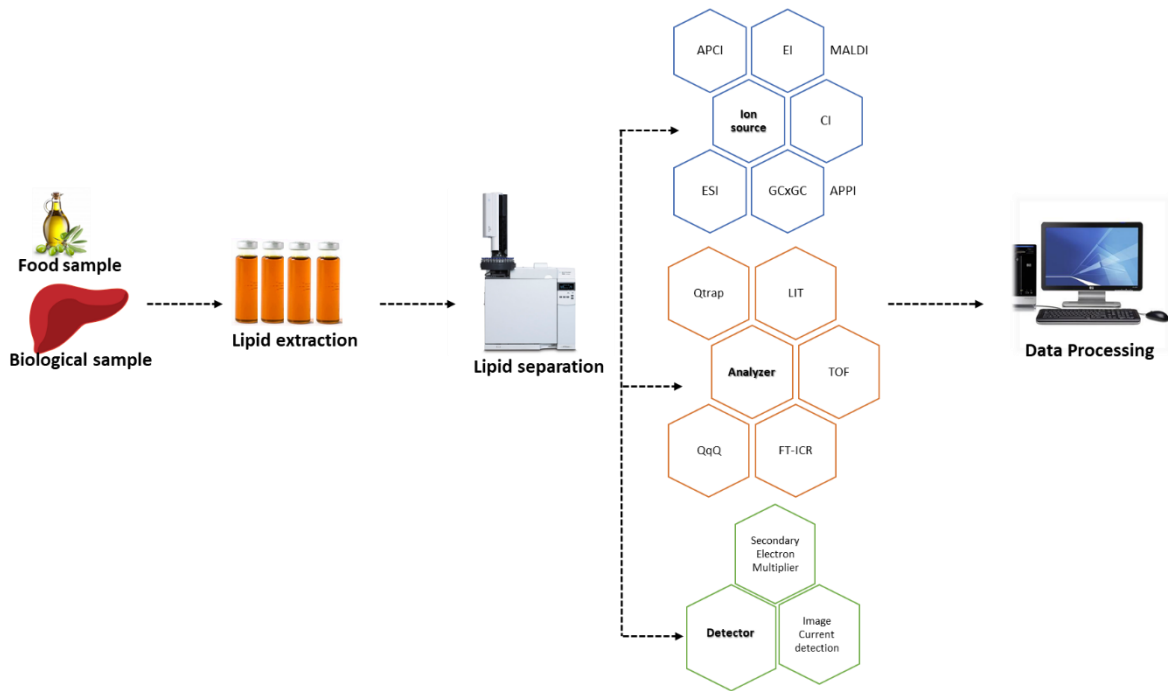 Food sample
Biological sample
Lipid extraction
Lipid separation
APCI
EI
MALDI
Ion
source
CI
ESI
GCxGC
APPI
Qtrap
LIT
Analyzer
TOF
QqQ
FT-ICR
Secondary
Electron
Multiplier
Detector
Image
Current
detection
Data Processing